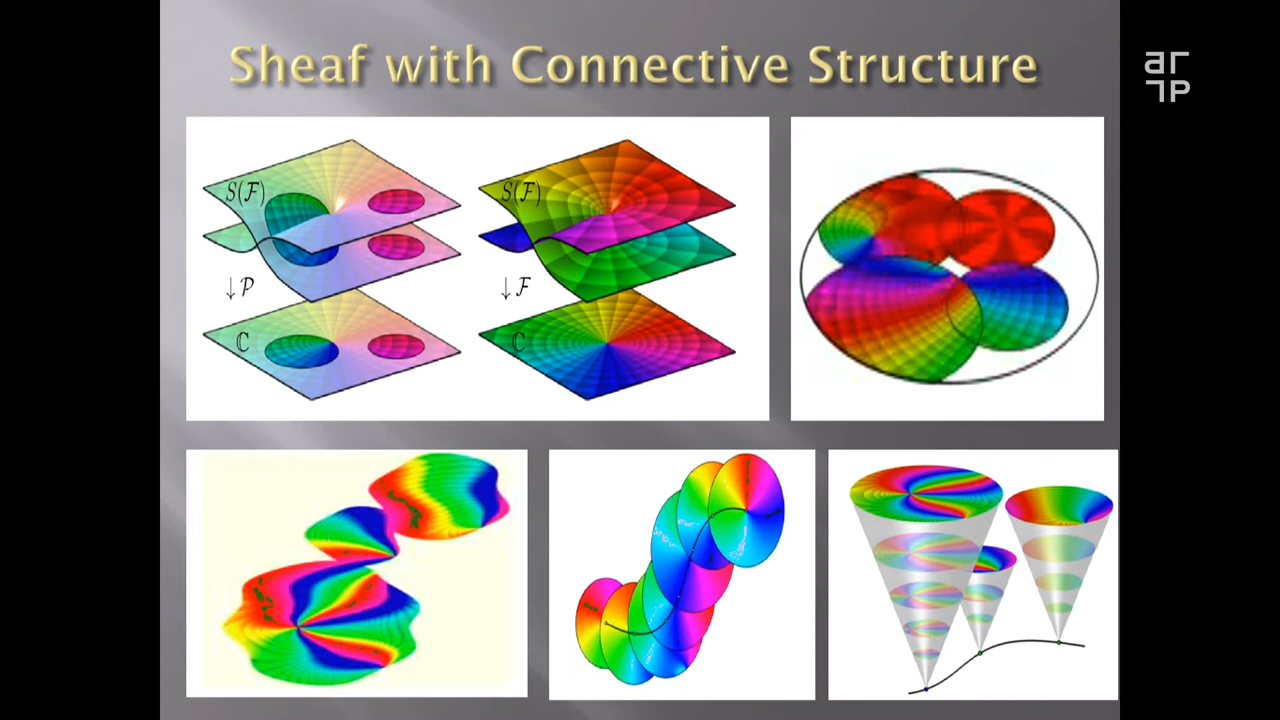 Sheaf with Connective Structure
S(F)
↓ P
ℂ
S(F)
↓ F
ℂ
ar
P